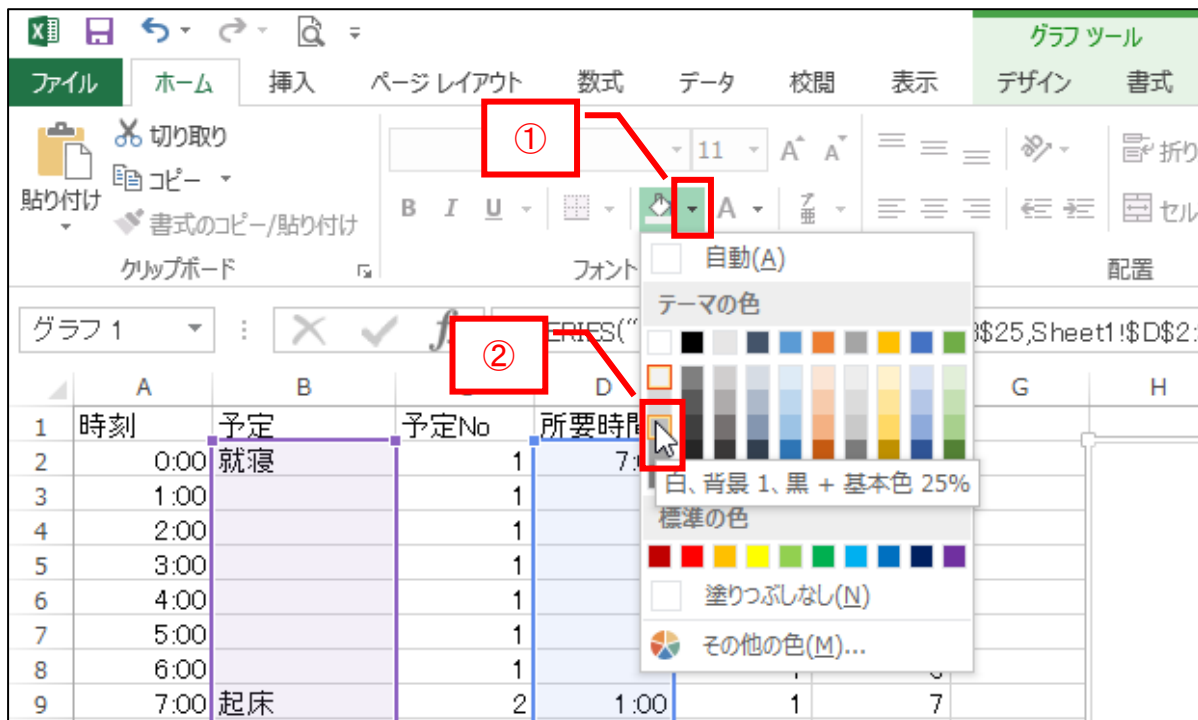 グラフ ツール
ファイル ホーム 挿入 ページ レイアウト 数式 データ 校閲 表示 デザイン 書式
切り取り
コピー
書式のコピー/貼り付け
貼り付け
クリップボード
11 A A
B I U A 亜
フォント
折り
セル
配置
①
②
自動(A)
テーマの色
白、背景 1、黒 + 基本色 25%
標準の色
塗りつぶしなし(N)
その他の色(M)...
グラフ 1 ERIES(" $25,Sheet1!$D$2:
A B D G H
1 時刻 予定 予定No 所要時間
2 0:00 就寝 1
3 1:00 1
4 2:00 1
5 3:00 1
6 4:00 1
7 5:00 1
8 6:00 1
9 7:00 起床 2 1:00 1 7